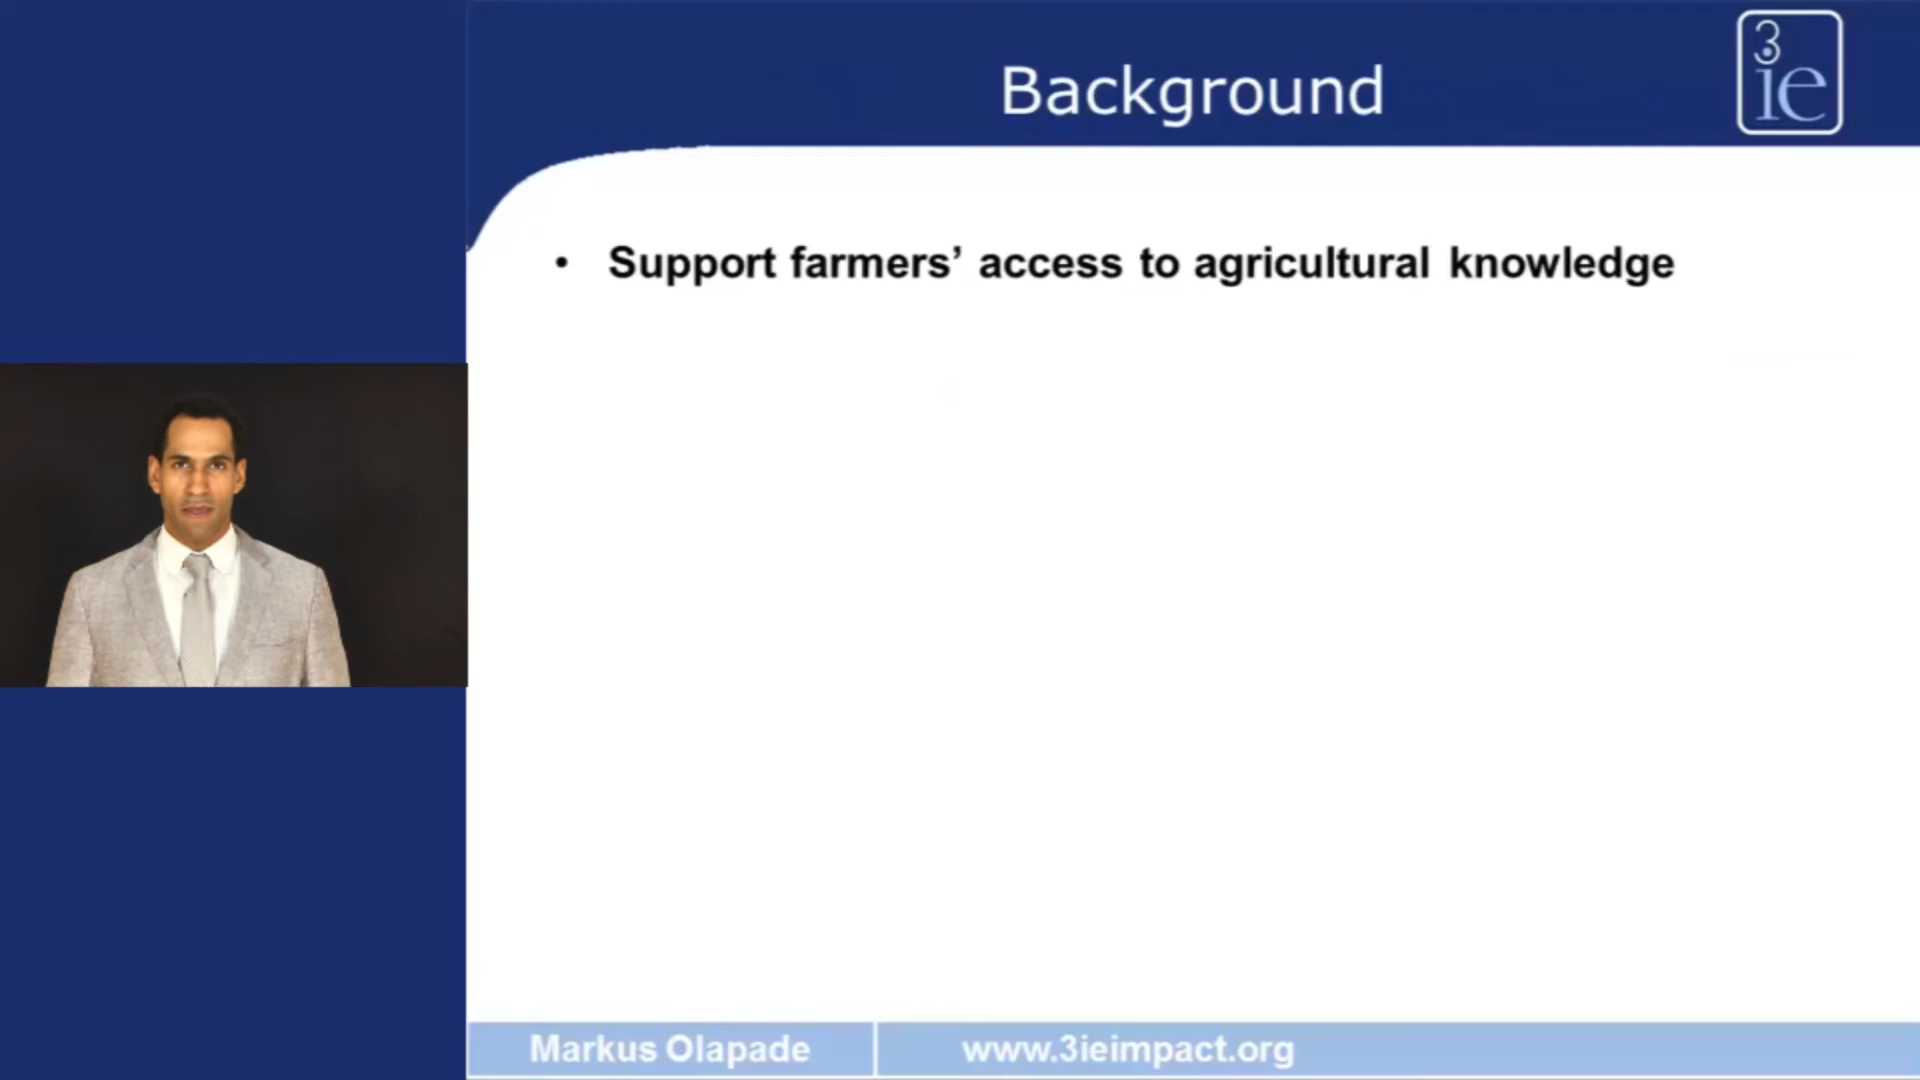 Background
3ie
• Support farmers’ access to agricultural knowledge
Markus Olapade
www.3ieimpact.org